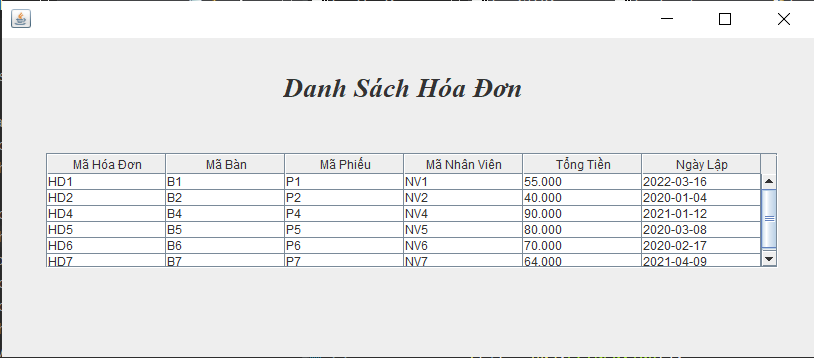 Danh Sách Hóa Đơn
Mã Hóa Đơn Mã Bàn Mã Phiếu Mã Nhân Viên Tổng Tiền Ngày Lập
HD1 B1 P1 NV1 55.000 2022-03-16
HD2 B2 P2 NV2 40.000 2020-01-04
HD4 B4 P4 NV4 90.000 2021-01-12
HD5 B5 P5 NV5 80.000 2020-03-08
HD6 B6 P6 NV6 70.000 2020-02-17
HD7 B7 P7 NV7 64.000 2021-04-09